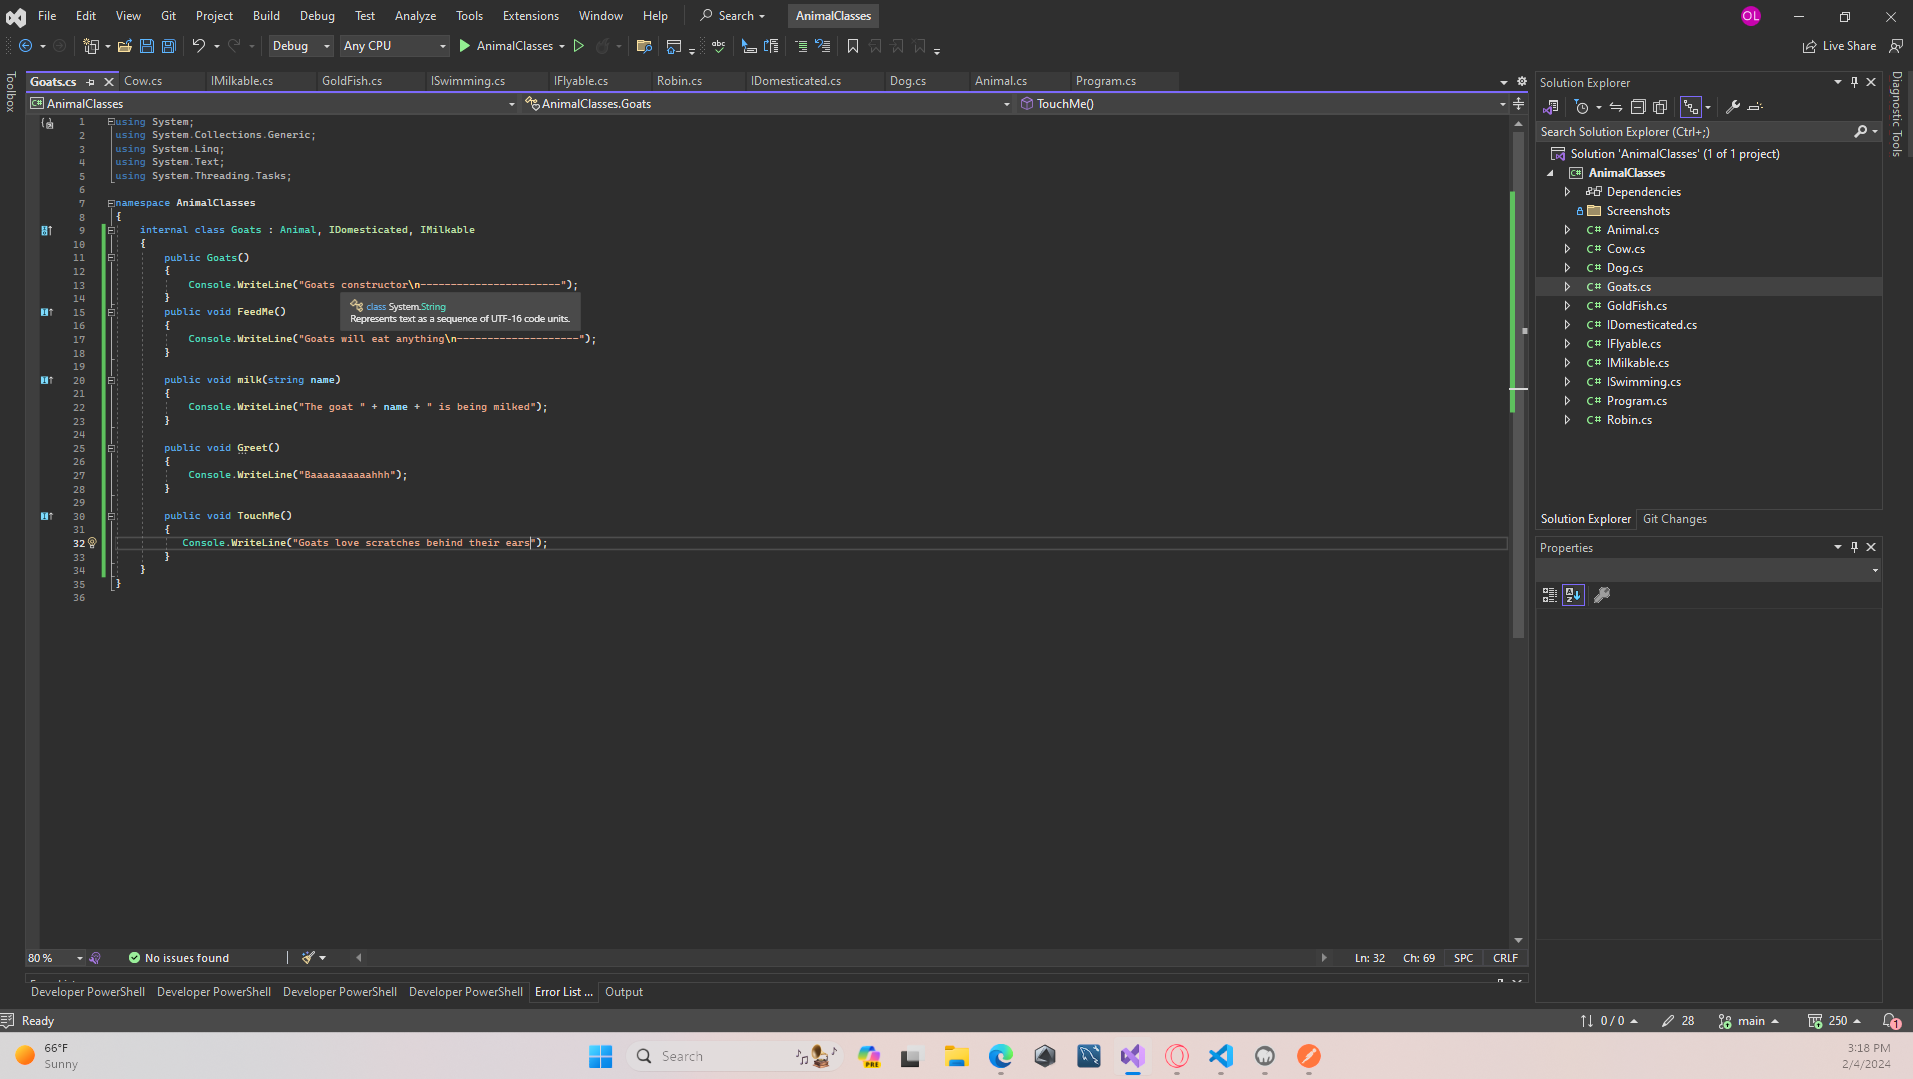 File Edit View Git Project Build Debug Test Analyze Tools Extensions Window Help Search AnimalClasses OL
Debug Any CPU AnimalClasses Live Share
Toolbox
Goats.cs Cow.cs IMilkable.cs GoldFish.cs ISwimming.cs IFlyable.cs Robin.cs IDomesticated.cs Dog.cs Animal.cs Program.cs
AnimalClasses AnimalClasses.Goats TouchMe()
1 using System;
2 using System.Collections.Generic;
3 using System.Linq;
4 using System.Text;
5 using System.Threading.Tasks;
6
7 namespace AnimalClasses
8 {
9 internal class Goats : Animal, IDomesticated, IMilkable
10 {
11 public Goats()
12 {
13 Console.WriteLine("Goats constructor\n-----------------------");
14 }
15 public void FeedMe()
16 {
17 Console.WriteLine("Goats will eat anything\n--------------------");
18 }
19
20 public void milk(string name)
21 {
22 Console.WriteLine("The goat " + name + " is being milked");
23 }
24
25 public void Greet()
26 {
27 Console.WriteLine("Baaaaaaaaaahhh");
28 }
29
30 public void TouchMe()
31 {
32 Console.WriteLine("Goats love scratches behind their ears");
33 }
34 }
35 }
36
class System.String
Represents text as a sequence of UTF-16 code units.
80 % No issues found Ln: 32 Ch: 69 SPC CRLF
Developer PowerShell Developer PowerShell Developer PowerShell Developer PowerShell Error List ... Output
Solution Explorer
Search Solution Explorer (Ctrl+;)
Solution 'AnimalClasses' (1 of 1 project)
C# AnimalClasses
Dependencies
Screenshots
C# Animal.cs
C# Cow.cs
C# Dog.cs
C# Goats.cs
C# GoldFish.cs
C# IDomesticated.cs
C# IFlyable.cs
C# IMilkable.cs
C# ISwimming.cs
C# Program.cs
C# Robin.cs
Solution Explorer Git Changes
Properties
Diagnostic Tools
Ready 0 / 0 28 main 250 1
66°F
Sunny
Search
PRE
3:18 PM
2/4/2024